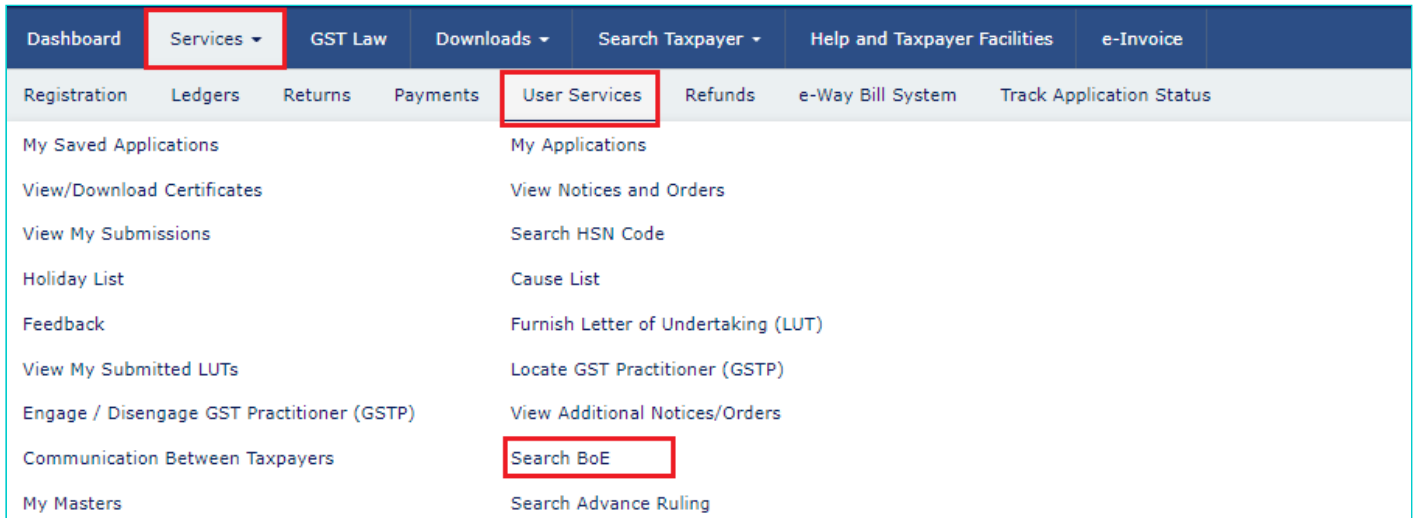 Dashboard Services GST Law Downloads Search Taxpayer Help and Taxpayer Facilities e-Invoice
Registration Ledgers Returns Payments User Services Refunds e-Way Bill System Track Application Status
My Saved Applications My Applications
View/Download Certificates View Notices and Orders
View My Submissions Search HSN Code
Holiday List Cause List
Feedback Furnish Letter of Undertaking (LUT)
View My Submitted LUTs Locate GST Practitioner (GSTP)
Engage / Disengage GST Practitioner (GSTP) View Additional Notices/Orders
Communication Between Taxpayers Search BoE
My Masters Search Advance Ruling